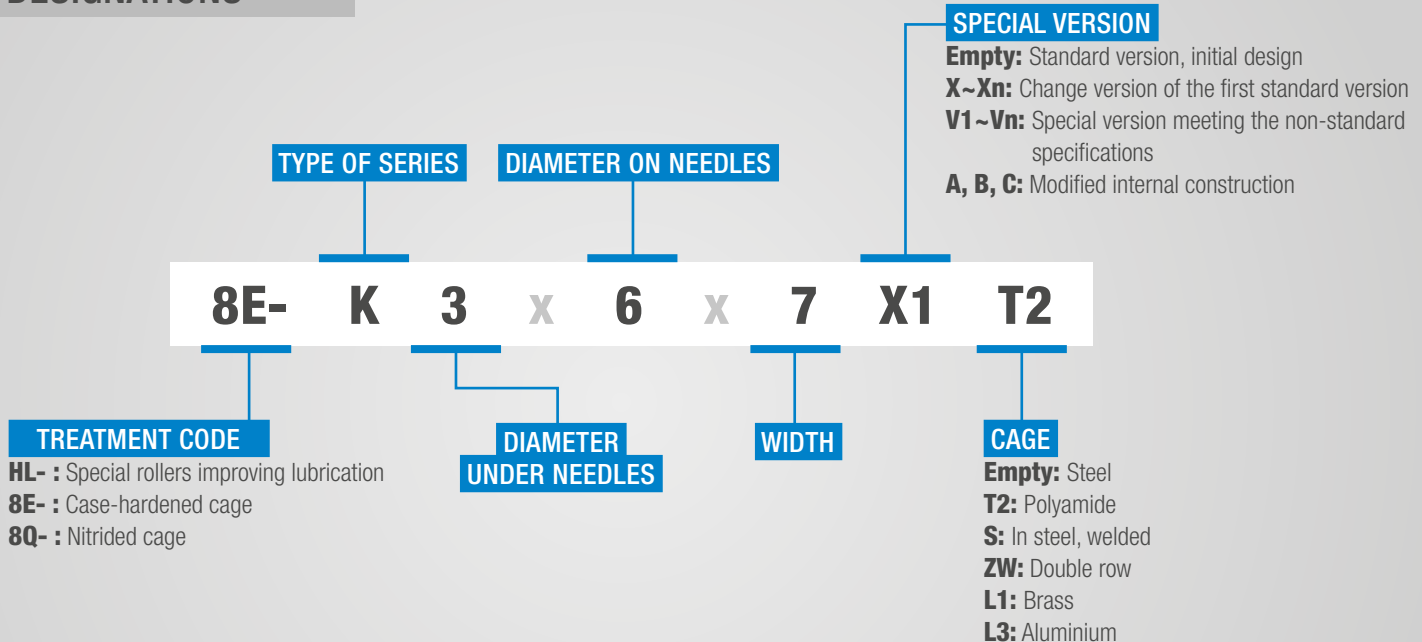 DESIGNATIONS
SPECIAL VERSION
Empty: Standard version, initial design
X~Xn: Change version of the first standard version
V1~Vn: Special version meeting the non-standard
specifications
A, B, C: Modified internal construction
TYPE OF SERIES
DIAMETER ON NEEDLES
8E- K 3 x 6 x 7 X1 T2
TREATMENT CODE
HL- : Special rollers improving lubrication
8E- : Case-hardened cage
8Q- : Nitrided cage
DIAMETER
UNDER NEEDLES
WIDTH
CAGE
Empty: Steel
T2: Polyamide
S: In steel, welded
ZW: Double row
L1: Brass
L3: Aluminium